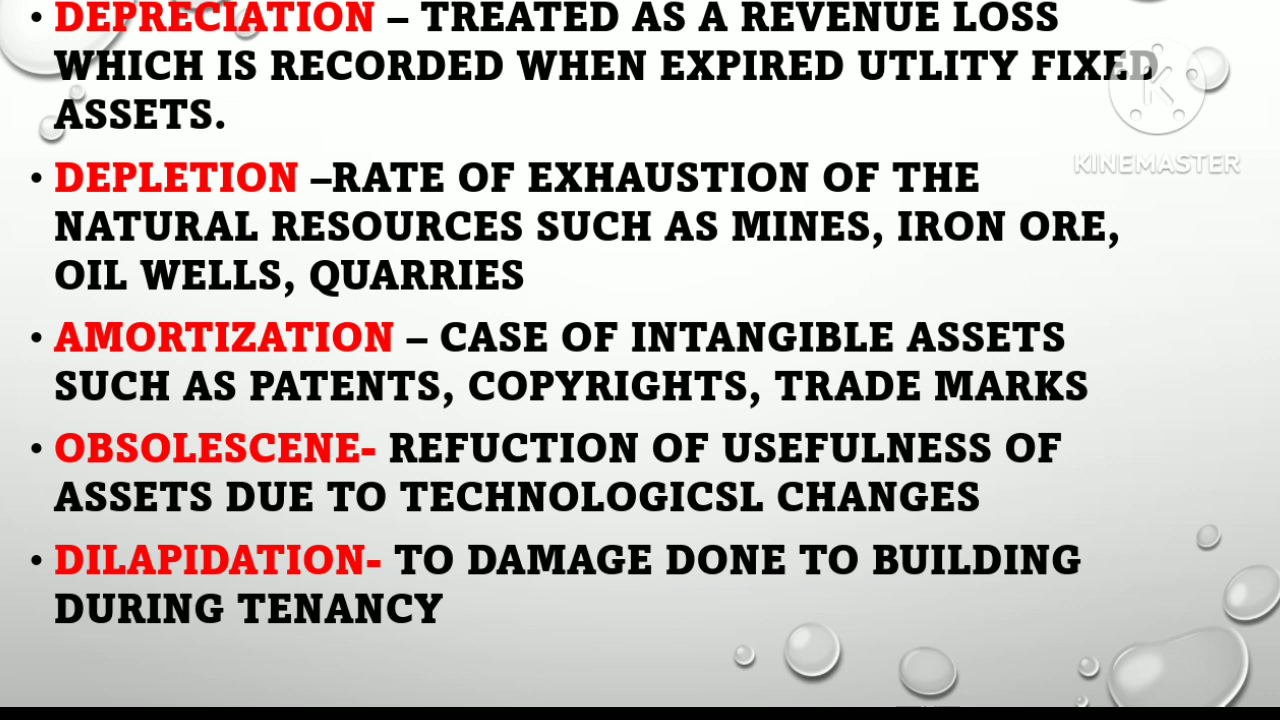 • DEPRECIATION – TREATED AS A REVENUE LOSS
WHICH IS RECORDED WHEN EXPIRED UTLITY FIXED
ASSETS.
• DEPLETION –RATE OF EXHAUSTION OF THE
NATURAL RESOURCES SUCH AS MINES, IRON ORE,
OIL WELLS, QUARRIES
• AMORTIZATION – CASE OF INTANGIBLE ASSETS
SUCH AS PATENTS, COPYRIGHTS, TRADE MARKS
• OBSOLESCENE- REFUCTION OF USEFULNESS OF
ASSETS DUE TO TECHNOLOGICSL CHANGES
• DILAPIDATION- TO DAMAGE DONE TO BUILDING
DURING TENANCY
K
KINEMASTER